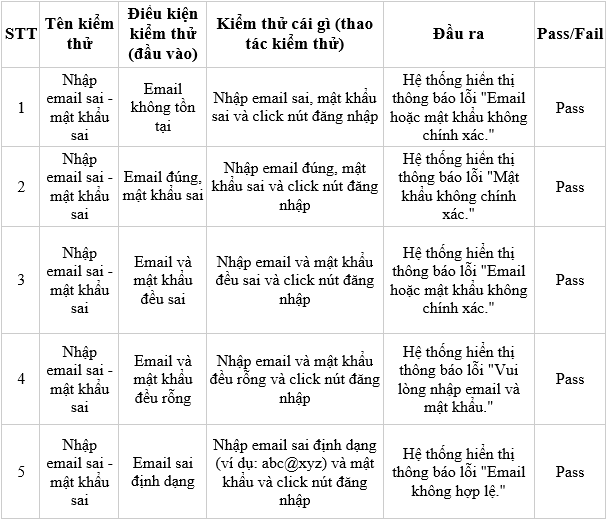 STT
Tên kiểm
thử
Điều kiện
kiểm thử
(đầu vào)
Kiểm thử cái gì (thao
tác kiểm thử)
Đầu ra
Pass/Fail
1
Nhập
email sai -
mật khẩu
sai
Email
không tồn
tại
Nhập email sai, mật khẩu
sai và click nút đăng nhập
Hệ thống hiển thị
thông báo lỗi "Email
hoặc mật khẩu không
chính xác."
Pass
2
Nhập
email sai -
mật khẩu
sai
Email đúng,
mật khẩu sai
Nhập email đúng, mật
khẩu sai và click nút đăng
nhập
Hệ thống hiển thị
thông báo lỗi "Mật
khẩu không chính
xác."
Pass
3
Nhập
email sai -
mật khẩu
sai
Email và
mật khẩu
đều sai
Nhập email và mật khẩu
đều sai và click nút đăng
nhập
Hệ thống hiển thị
thông báo lỗi "Email
hoặc mật khẩu không
chính xác."
Pass
4
Nhập
email sai -
mật khẩu
sai
Email và
mật khẩu
đều rỗng
Nhập email và mật khẩu
đều rỗng và click nút đăng
nhập
Hệ thống hiển thị
thông báo lỗi "Vui
lòng nhập email và
mật khẩu."
Pass
5
Nhập
email sai -
mật khẩu
sai
Email sai
định dạng
Nhập email sai định dạng
(ví dụ: abc@xyz) và mật
khẩu và click nút đăng
nhập
Hệ thống hiển thị
thông báo lỗi "Email
không hợp lệ."
Pass